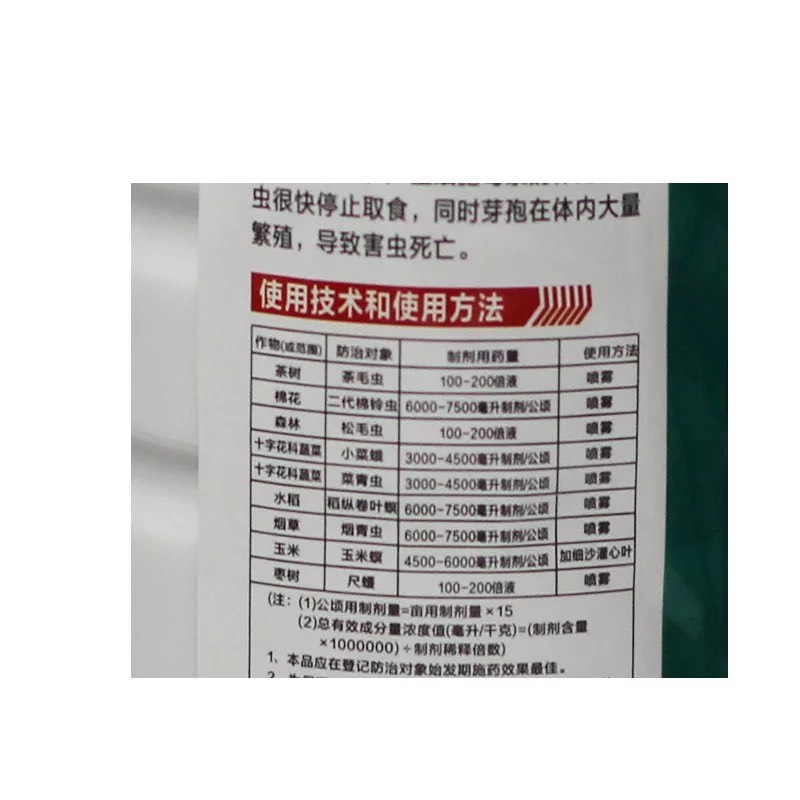 虫很快停止取食，同时芽孢在体内大量
繁殖，导致害虫死亡。
使用技术和使用方法
作物(或范围) 防治对象 制剂用药量 使用方法
茶树 茶毛虫 100-200倍液 喷雾
棉花 二代棉铃虫 6000-7500毫升制剂/公顷 喷雾
森林 松毛虫 100-200倍液 喷雾
十字花科蔬菜 小菜蛾 3000-4500毫升制剂/公顷 喷雾
十字花科蔬菜 菜青虫 3000-4500毫升制剂/公顷 喷雾
水稻 稻纵卷叶螟 6000-7500毫升制剂/公顷 喷雾
烟草 烟青虫 6000-7500毫升制剂/公顷 喷雾
玉米 玉米螟 4500-6000毫升制剂/公顷 加细沙灌心叶
枣树 尺蠖 100-200倍液 喷雾
(注：(1)公顷用制剂量=亩用制剂量×15
(2)总有效成分量浓度值(毫升/千克)=(制剂含量
×1000000)÷制剂稀释倍数)
1、本品应在登记防治对象始发期施药效果最佳。